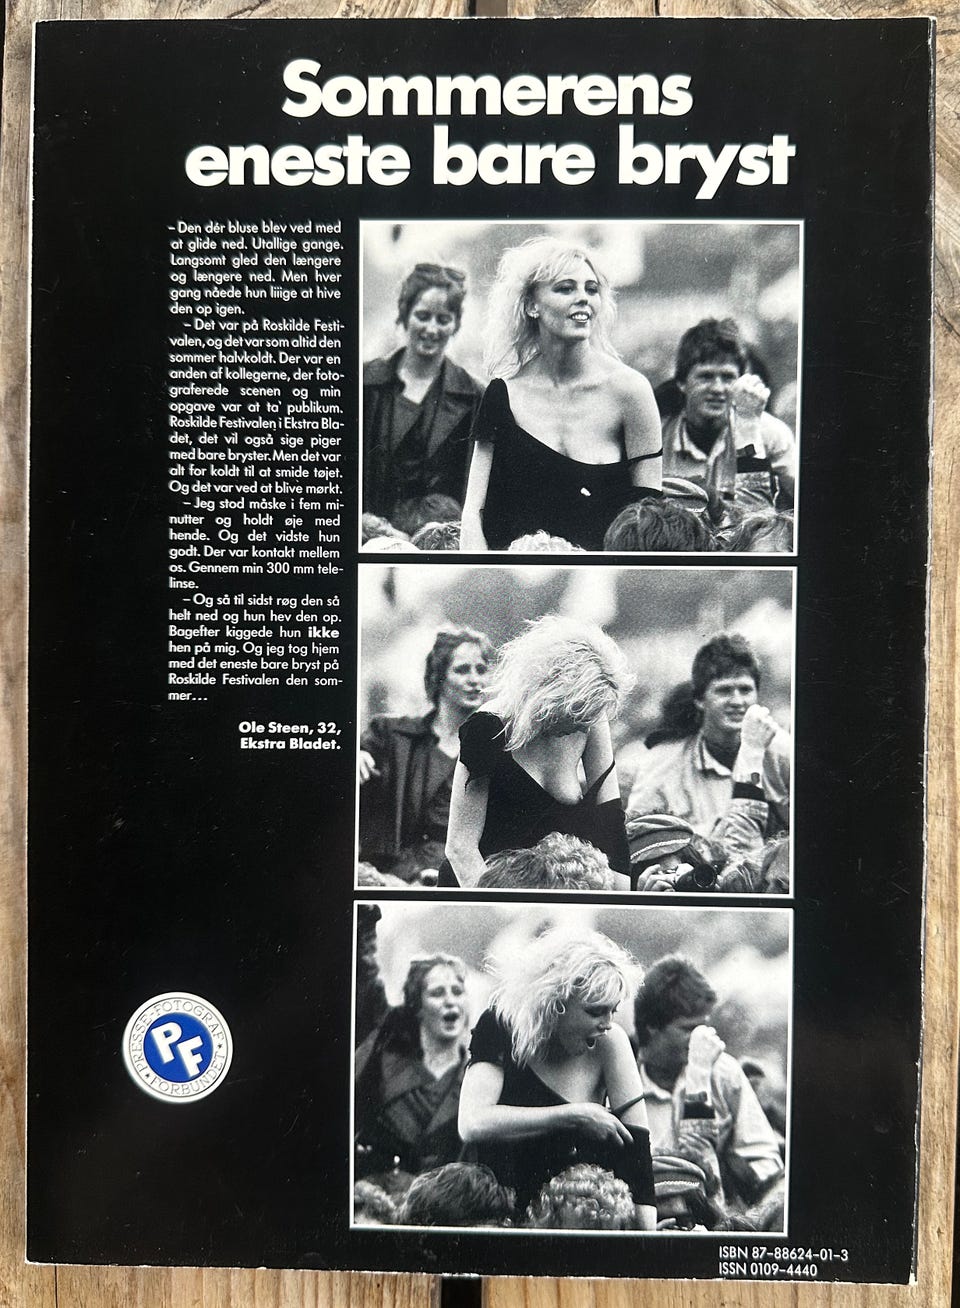 Sommerens
eneste bare bryst
– Den dér bluse blev ved med
at glide ned. Utallige gange.
Langsomt gled den længere
og længere ned. Men hver
gang nåede hun liiige at hive
den op igen.
– Det var på Roskilde Festi-
valen, og det var som altid den
sommer halvkoldt. Der var en
anden af kollegerne, der foto-
graferede scenen og min
opgave var at ta' publikum.
Roskilde Festivalen i Ekstra Bla-
det, det vil også sige piger
med bare bryster. Men det var
alt for koldt til at smide tøjet.
Og det var ved at blive mørkt.
– Jeg stod måske i fem mi-
nutter og holdt øje med
hende. Og det vidste hun
godt. Der var kontakt mellem
os. Gennem min 300 mm tele-
linse.
– Og så til sidst røg den så
helt ned og hun hev den op.
Bagefter kiggede hun ikke
hen på mig. Og jeg tog hjem
med det eneste bare bryst på
Roskilde Festivalen den som-
mer...
Ole Steen, 32,
Ekstra Bladet.
PRESSE-FOTOGRAF
PF
FORBUNDET
ISBN 87-88624-01-3
ISSN 0109-4440